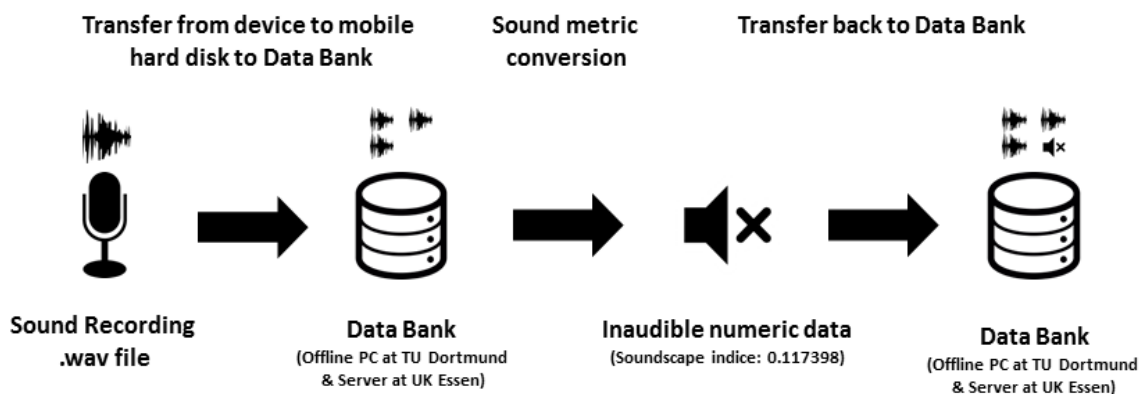 Transfer from device to mobile
hard disk to Data Bank
Sound metric
conversion
Transfer back to Data Bank
Sound Recording
.wav file
Data Bank
(Offline PC at TU Dortmund
& Server at UK Essen)
Inaudible numeric data
(Soundscape indice: 0.117398)
Data Bank
(Offline PC at TU Dortmund
& Server at UK Essen)